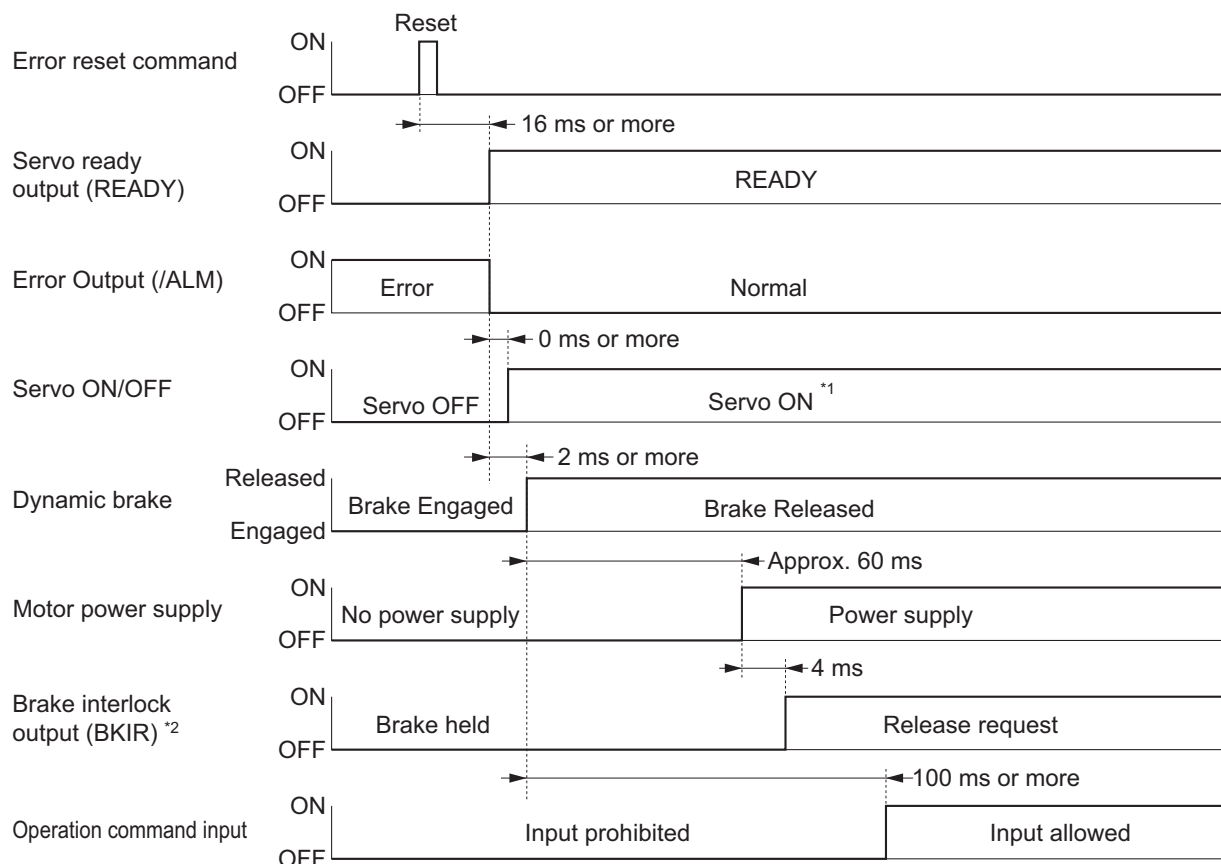 Reset
Error reset command
ON
OFF
16 ms or more
Servo ready
output (READY)
ON
OFF
READY
Error Output (/ALM)
ON
OFF
Error
Normal
0 ms or more
Servo ON/OFF
ON
OFF
Servo OFF
Servo ON *1
2 ms or more
Dynamic brake
Released
Engaged
Brake Engaged
Brake Released
Approx. 60 ms
Motor power supply
ON
OFF
No power supply
Power supply
4 ms
Brake interlock
output (BKIR) *2
ON
OFF
Brake held
Release request
100 ms or more
Operation command input
ON
OFF
Input prohibited
Input allowed